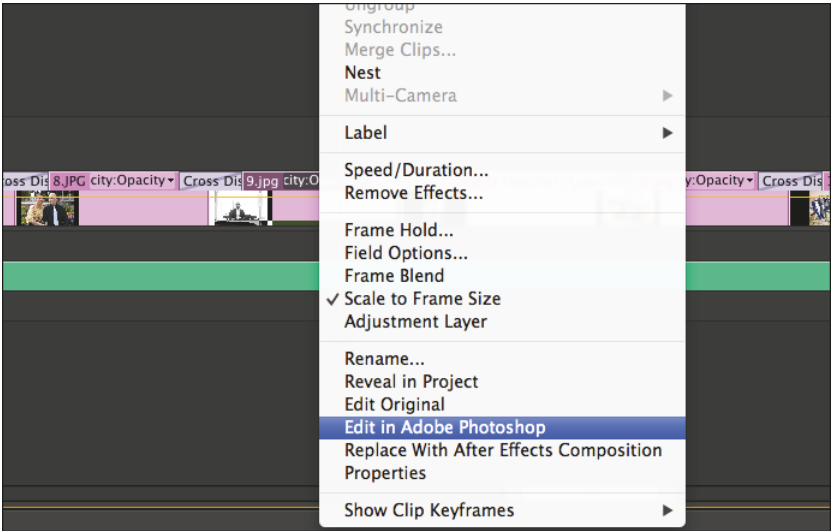 Ungroup
Synchronize
Merge Clips...
Nest
Multi-Camera
Label
Speed/Duration...
Remove Effects...
Frame Hold...
Field Options...
Frame Blend
Scale to Frame Size
Adjustment Layer
Rename...
Reveal in Project
Edit Original
Edit in Adobe Photoshop
Replace With After Effects Composition
Properties
Show Clip Keyframes
oss Dis 8.JPG city:Opacity Cross Dis 9.jpg city:O y:Opacity Cross Dis